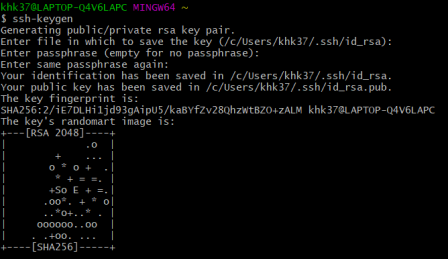 khk37@LAPTOP-Q4V6LAPC MINGW64 ~
$ ssh-keygen
Generating public/private rsa key pair.
Enter file in which to save the key (/c/Users/khk37/.ssh/id_rsa):
Enter passphrase (empty for no passphrase):
Enter same passphrase again:
Your identification has been saved in /c/Users/khk37/.ssh/id_rsa.
Your public key has been saved in /c/Users/khk37/.ssh/id_rsa.pub.
The key fingerprint is:
SHA256:2/iE7DLHi1jd93gAipU5/kaBYfZv28QhzWtBZO+zALM khk37@LAPTOP-Q4V6LAPC
The key's randomart image is:
+---[RSA 2048]----+
|             .o  |
|        +    ... |
|       o * o +  .|
|        * + = =. |
|       +So E + =.|
|      .oo*. + * o|
|      ..*o+..* . |
|     oooooo..oo  |
|    . .+oo. ...  |
+----[SHA256]-----+